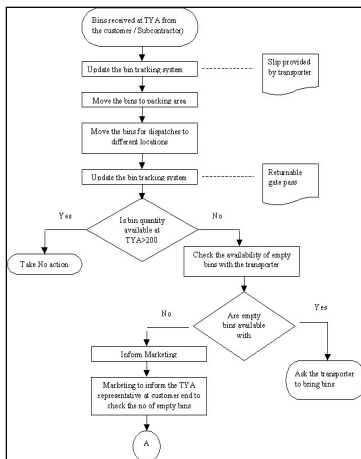 Bins received at TYA from
the customer / Subcontractor)
Update the bin tracking system
Slip provided
by transporter
Move the bins to packing area
Move the bins for dispatches to
different locations
Update the bin tracking system
Returnable
gate pass
Yes
Is bin quantity
available at
TYA>200
No
Take No action
Check the availability of empty
bins with the transporter
No
Are empty
bins available
with
Yes
Inform Marketing
Ask the transporter
to bring bins
Marketing to inform the TYA
representative at customer end to
check the no of empty bins
A